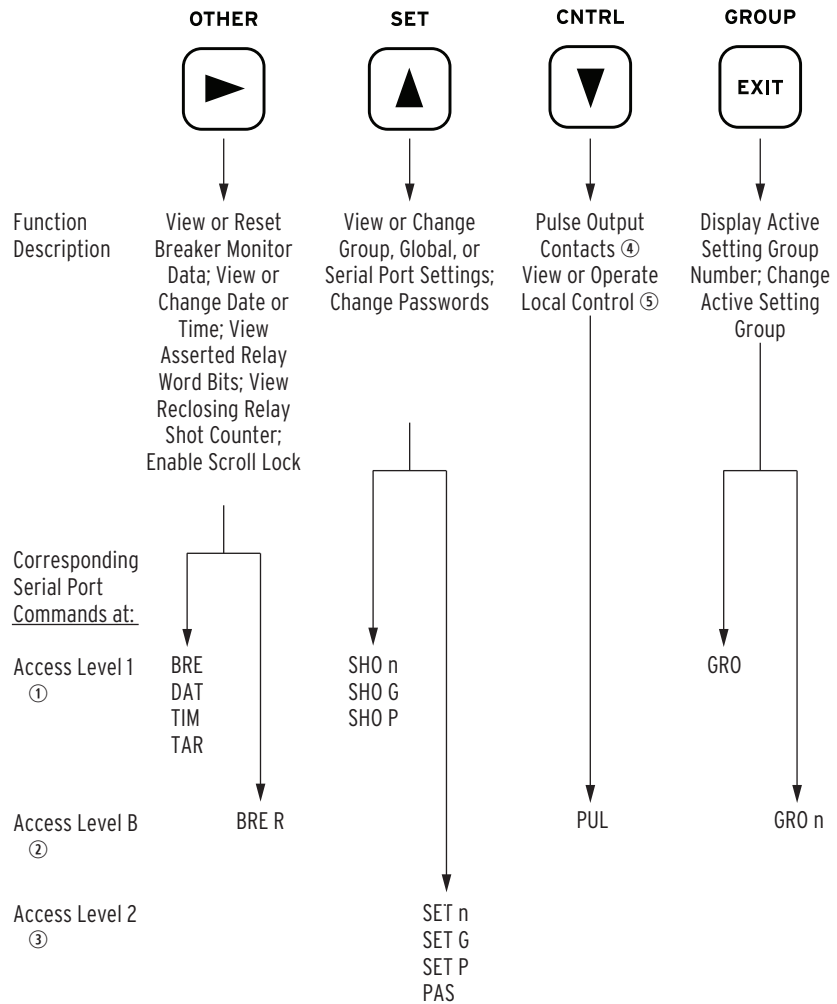 OTHER
SET
CNTRL
GROUP
EXIT
Function
Description
View or Reset
Breaker Monitor
Data; View or
Change Date or
Time; View
Asserted Relay
Word Bits; View
Reclosing Relay
Shot Counter;
Enable Scroll Lock
View or Change
Group, Global, or
Serial Port Settings;
Change Passwords
Pulse Output
Contacts ④
View or Operate
Local Control ⑤
Display Active
Setting Group
Number; Change
Active Setting
Group
Corresponding
Serial Port
Commands at:
Access Level 1
①
BRE
DAT
TIM
TAR
SHO n
SHO G
SHO P
GRO
Access Level B
②
BRE R
PUL
GRO n
Access Level 2
③
SET n
SET G
SET P
PAS